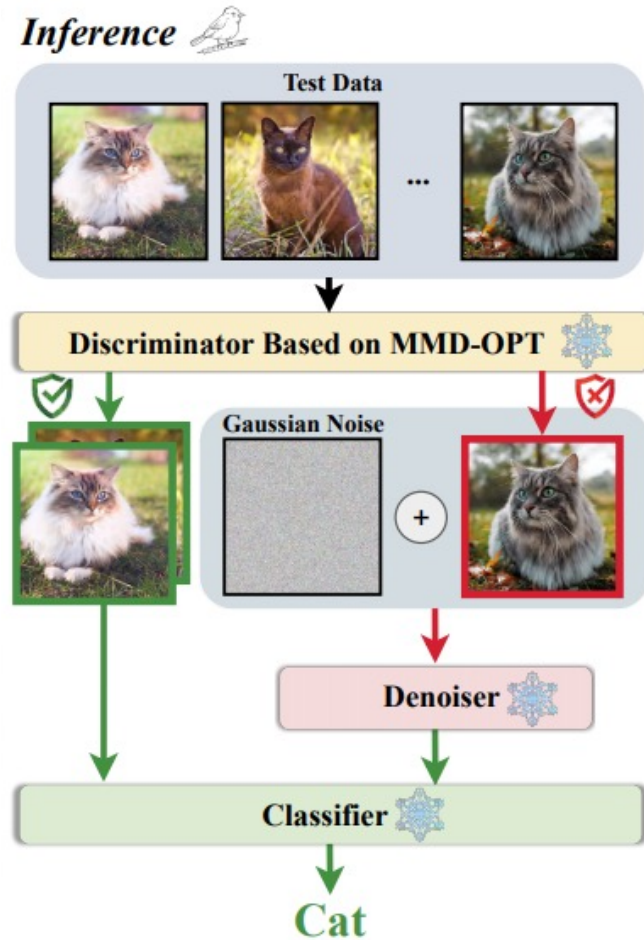 Inference
Test Data
...
Discriminator Based on MMD-OPT
Gaussian Noise
+
Denoiser
Classifier
Cat